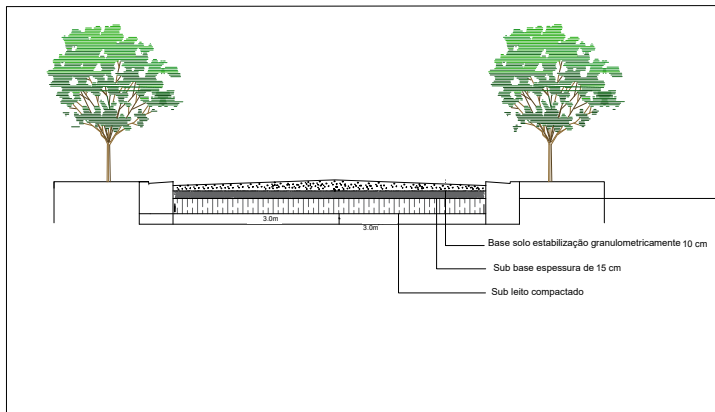 3.0m
3.0m
Base solo estabilização granulometricamente 10 cm
Sub base espessura de 15 cm
Sub leito compactado